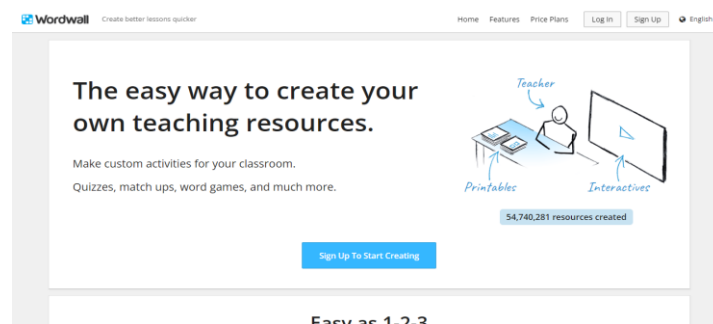 Wordwall Create better lessons quicker Home Features Price Plans Log In Sign Up English
The easy way to create your
own teaching resources.
Make custom activities for your classroom.
Quizzes, match ups, word games, and much more.
Teacher
Printables Interactives
54,740,281 resources created
Sign Up To Start Creating
Easy as 1-2-3